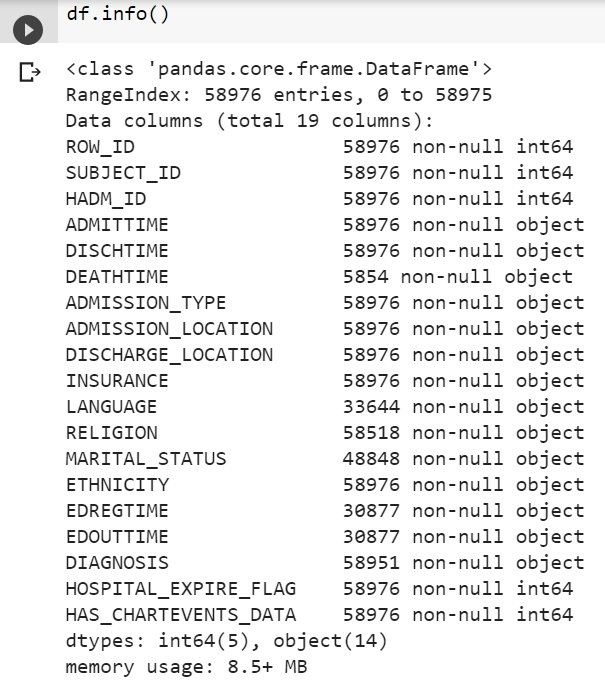 df.info()
<class 'pandas.core.frame.DataFrame'>
RangeIndex: 58976 entries, 0 to 58975
Data columns (total 19 columns):
ROW_ID                  58976 non-null int64
SUBJECT_ID              58976 non-null int64
HADM_ID                 58976 non-null int64
ADMITTIME               58976 non-null object
DISCHTIME               58976 non-null object
DEATHTIME               5854 non-null object
ADMISSION_TYPE          58976 non-null object
ADMISSION_LOCATION      58976 non-null object
DISCHARGE_LOCATION      58976 non-null object
INSURANCE               58976 non-null object
LANGUAGE                33644 non-null object
RELIGION                58518 non-null object
MARITAL_STATUS          48848 non-null object
ETHNICITY               58976 non-null object
EDREGTIME               30877 non-null object
EDOUTTIME               30877 non-null object
DIAGNOSIS               58951 non-null object
HOSPITAL_EXPIRE_FLAG    58976 non-null int64
HAS_CHARTEVENTS_DATA    58976 non-null int64
dtypes: int64(5), object(14)
memory usage: 8.5+ MB